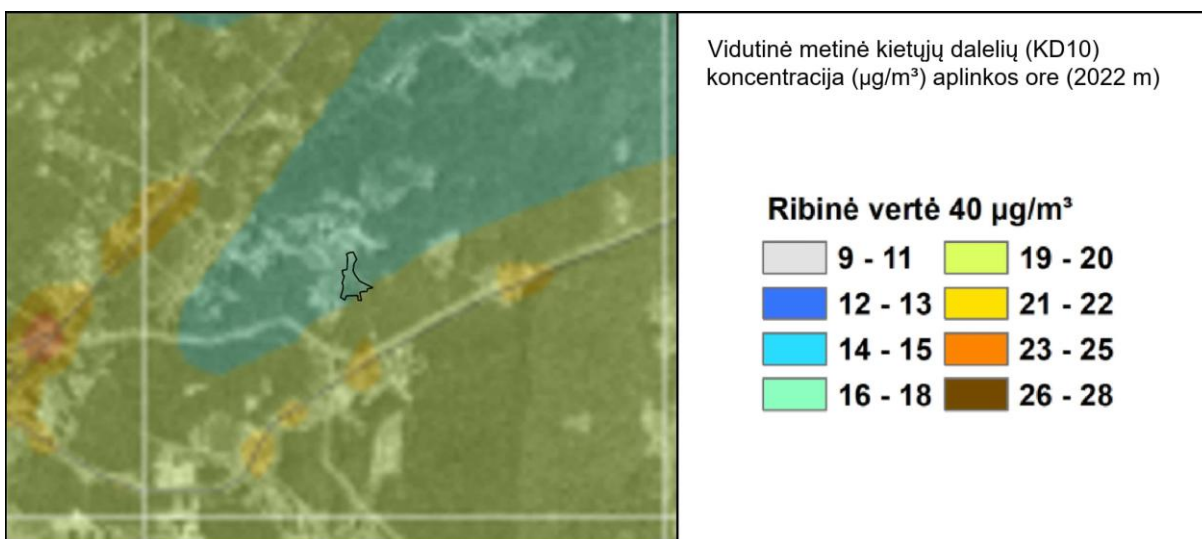 Vidutinė metinė kietųjų dalelių (KD10)
koncentracija (µg/m³) aplinkos ore (2022 m)
Ribinė vertė 40 µg/m³
9 - 11
19 - 20
12 - 13
21 - 22
14 - 15
23 - 25
16 - 18
26 - 28